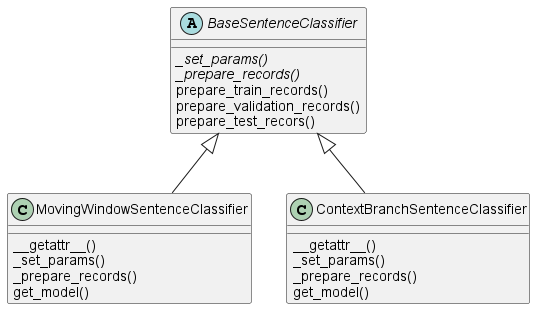 A BaseSentenceClassifier
_set_params()
_prepare_records()
prepare_train_records()
prepare_validation_records()
prepare_test_recors()
C MovingWindowSentenceClassifier
__getattr__()
_set_params()
_prepare_records()
get_model()
C ContextBranchSentenceClassifier
__getattr__()
_set_params()
_prepare_records()
get_model()